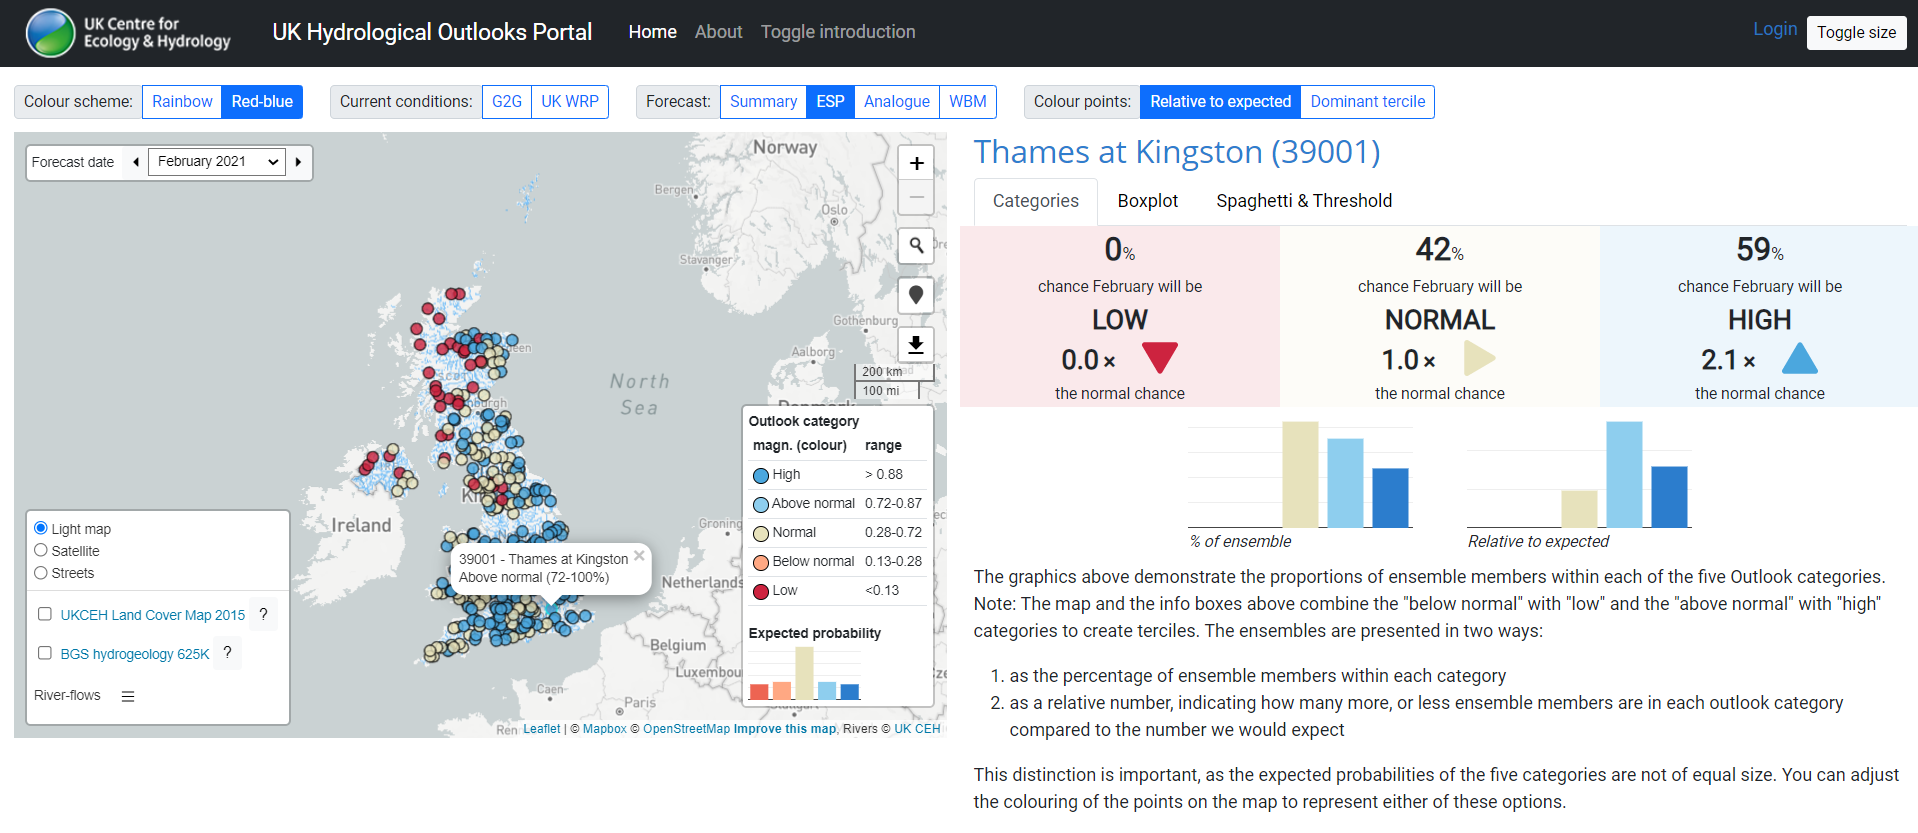 UK Centre for
Ecology & Hydrology
UK Hydrological Outlooks Portal
Home
About
Toggle introduction
Login
Toggle size
Colour scheme:
Rainbow
Red-blue
Current conditions:
G2G
UK WRP
Forecast:
Summary
ESP
Analogue
WBM
Colour points:
Relative to expected
Dominant tercile
Forecast date
February 2021
+
−
Norway
Bergen
Oslo
Stavanger
Gothenburg
Aalborg
200 km
100 mi
North
Sea
Ireland
39001 - Thames at Kingston ×
Above normal (72-100%)
Netherlands
Belgium
Caen
Paris
Outlook category
magn. (colour) range
High > 0.88
Above normal 0.72-0.87
Normal 0.28-0.72
Below normal 0.13-0.28
Low <0.13
Expected probability
Light map
Satellite
Streets
UKCEH Land Cover Map 2015 ?
BGS hydrogeology 625K ?
River-flows
Leaflet | © Mapbox © OpenStreetMap Improve this map, Rivers © UK CEH
Thames at Kingston (39001)
Categories
Boxplot
Spaghetti & Threshold
0%
chance February will be
LOW
0.0 ×
the normal chance
42%
chance February will be
NORMAL
1.0 ×
the normal chance
59%
chance February will be
HIGH
2.1 ×
the normal chance
% of ensemble
Relative to expected
The graphics above demonstrate the proportions of ensemble members within each of the five Outlook categories.
Note: The map and the info boxes above combine the "below normal" with "low" and the "above normal" with "high"
categories to create terciles. The ensembles are presented in two ways:
1. as the percentage of ensemble members within each category
2. as a relative number, indicating how many more, or less ensemble members are in each outlook category
compared to the number we would expect
This distinction is important, as the expected probabilities of the five categories are not of equal size. You can adjust
the colouring of the points on the map to represent either of these options.